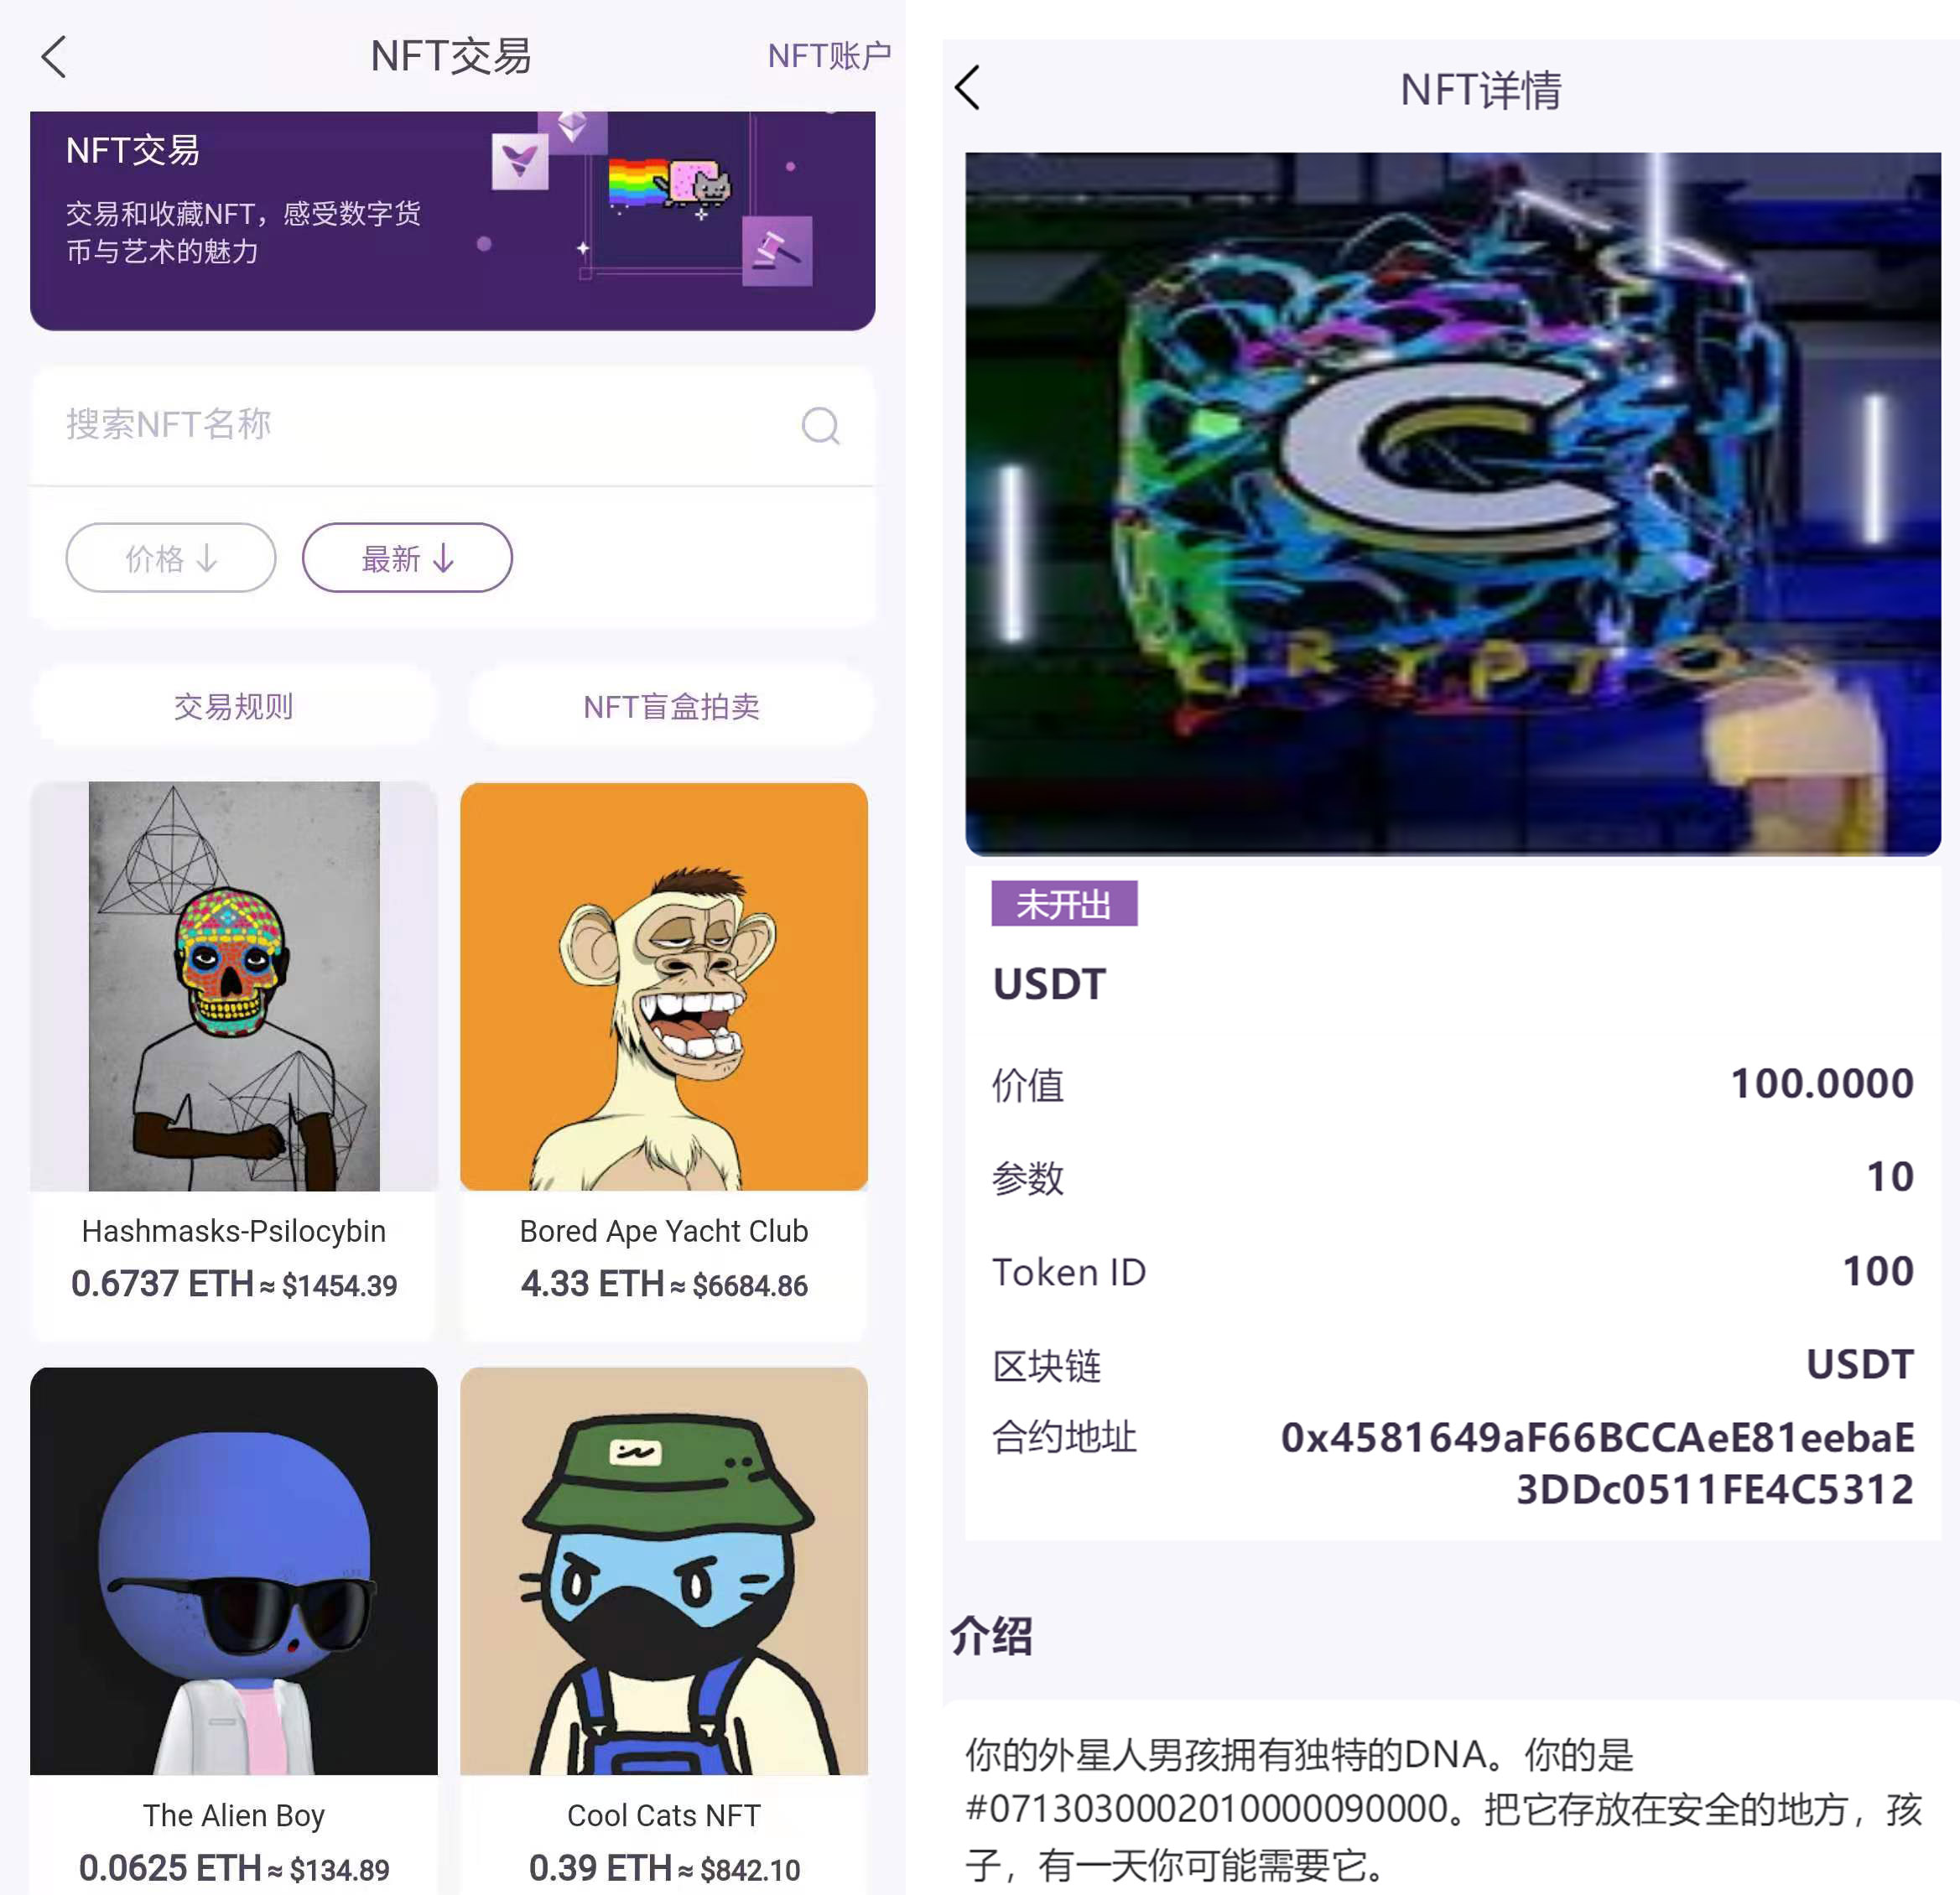 NFT交易
NFT账户
NFT交易
交易和收藏NFT，感受数字货
币与艺术的魅力
搜索NFT名称
价格↓
最新↓
交易规则
NFT盲盒拍卖
Hashmasks-Psilocybin
0.6737 ETH≈$1454.39
Bored Ape Yacht Club
4.33 ETH≈$6684.86
The Alien Boy
0.0625 ETH≈$134.89
Cool Cats NFT
0.39 ETH≈$842.10
NFT详情
C
CRYPTO
未开出
USDT
价值
100.0000
参数
10
Token ID
100
区块链
USDT
合约地址
0x4581649aF66BCCAeE81eebaE
3DDc0511FE4C5312
介绍
你的外星人男孩拥有独特的DNA。你的是
#0713030002010000090000。把它存放在安全的地方，孩
子，有一天你可能需要它。